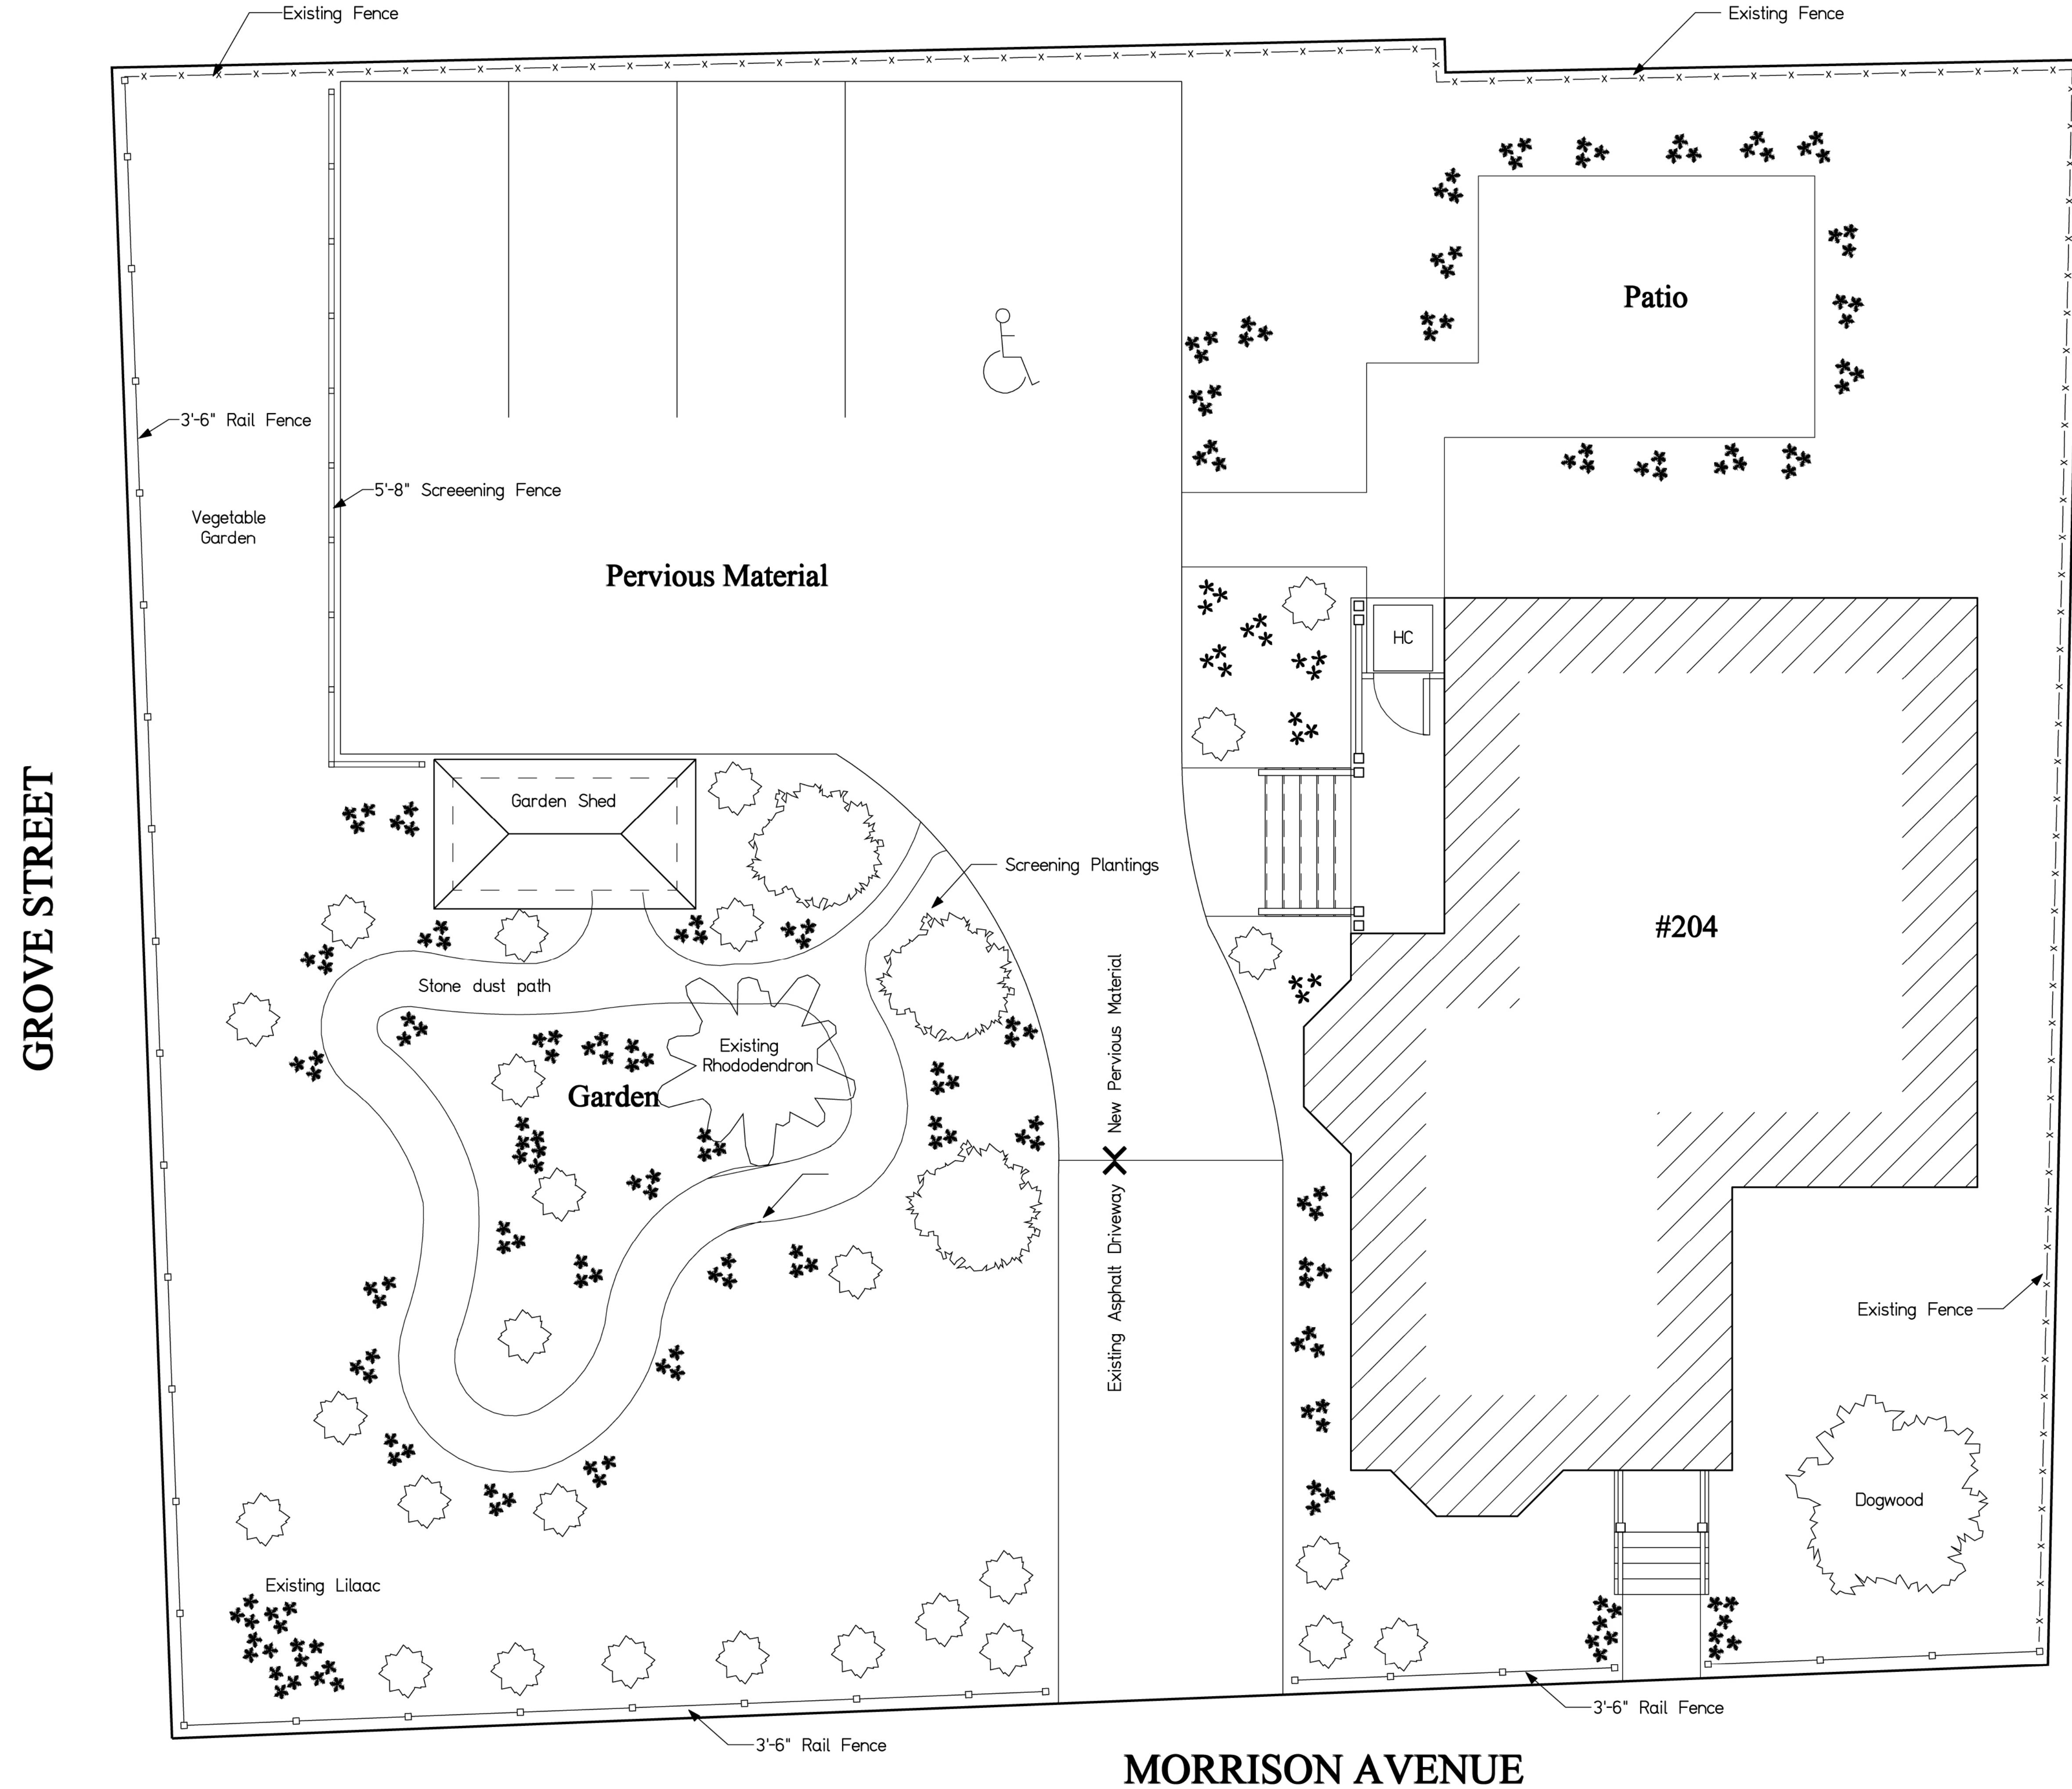 Existing Fence
Existing Fence
Patio
3'-6" Rail Fence
5'-8" Screeening Fence
Vegetable
Garden
Pervious Material
HC
Garden Shed
Screening Plantings
#204
GROVE STREET
Stone dust path
Existing
Rhododendron
Garden
New Pervious Material
Existing Asphalt Driveway
Existing Fence
Dogwood
Existing Lilaac
3'-6" Rail Fence
3'-6" Rail Fence
MORRISON AVENUE